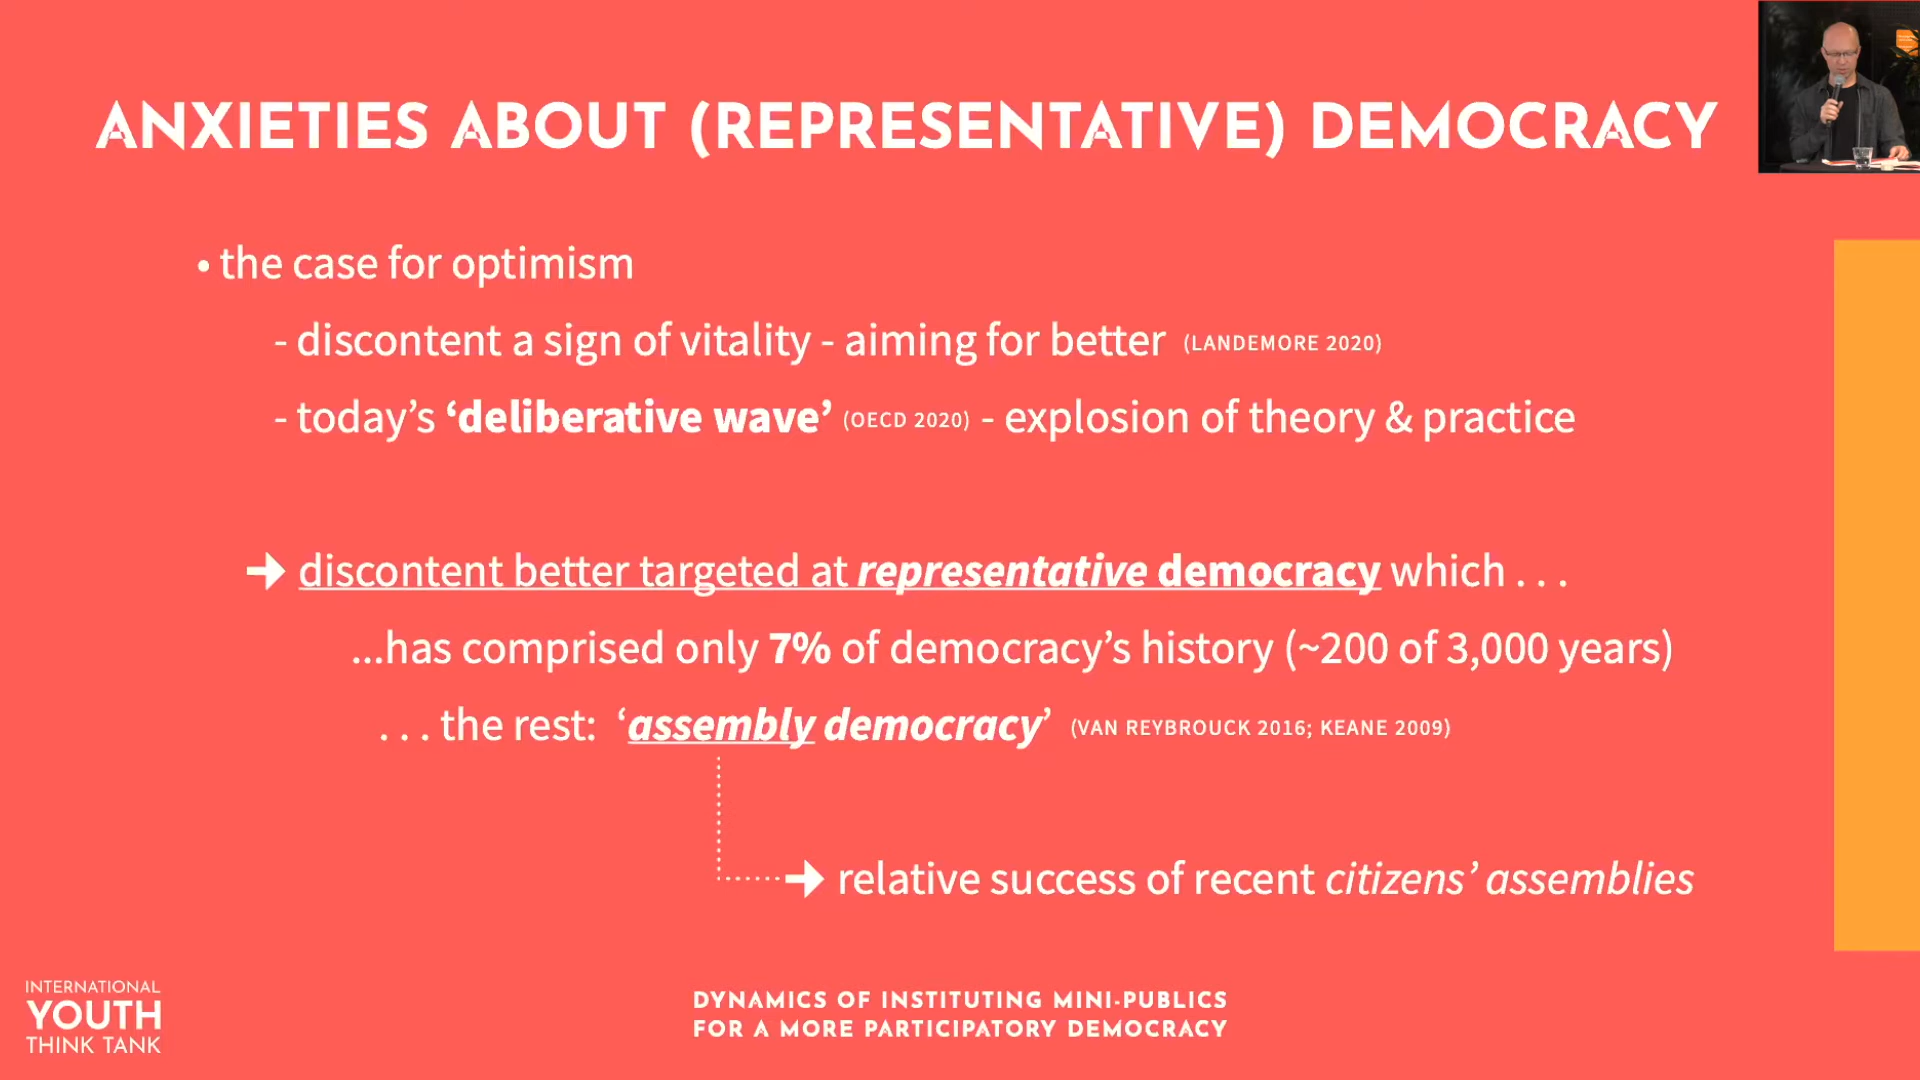 ANXIETIES ABOUT (REPRESENTATIVE) DEMOCRACY
• the case for optimism
- discontent a sign of vitality - aiming for better (LANDEMORE 2020)
- today’s ‘deliberative wave’ (OECD 2020) - explosion of theory & practice
discontent better targeted at representative democracy which . . .
...has comprised only 7% of democracy’s history (~200 of 3,000 years)
. . . the rest: ‘assembly democracy’ (VAN REYBROUCK 2016; KEANE 2009)
relative success of recent citizens’ assemblies
INTERNATIONAL
YOUTH
THINK TANK
DYNAMICS OF INSTITUTING MINI-PUBLICS
FOR A MORE PARTICIPATORY DEMOCRACY